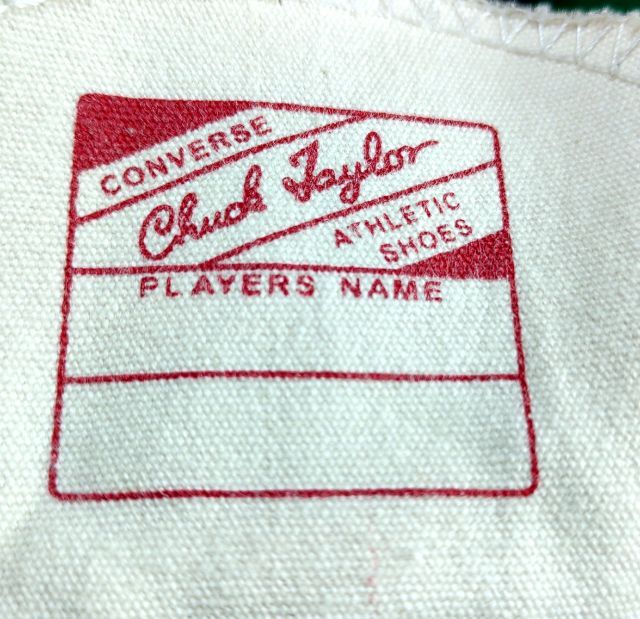 CONVERSE
Chuck Taylor
ATHLETIC
SHOES
PLAYERS NAME